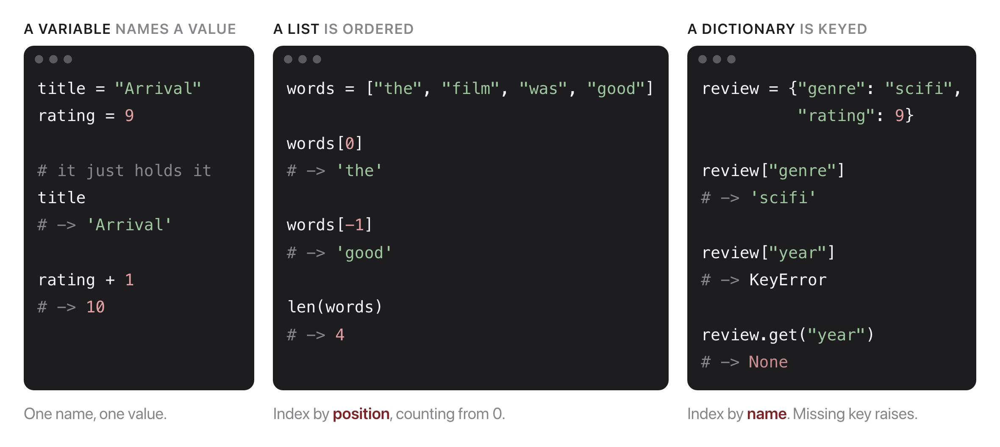 A VARIABLE NAMES A VALUE
title = "Arrival"
rating = 9
# it just holds it
title
# -> 'Arrival'
rating + 1
# -> 10
One name, one value.
A LIST IS ORDERED
words = ["the", "film", "was", "good"]
words[0]
# -> 'the'
words[-1]
# -> 'good'
len(words)
# -> 4
Index by position, counting from 0.
A DICTIONARY IS KEYED
review = {"genre": "scifi",
"rating": 9}
review["genre"]
# -> 'scifi'
review["year"]
# -> KeyError
review.get("year")
# -> None
Index by name. Missing key raises.